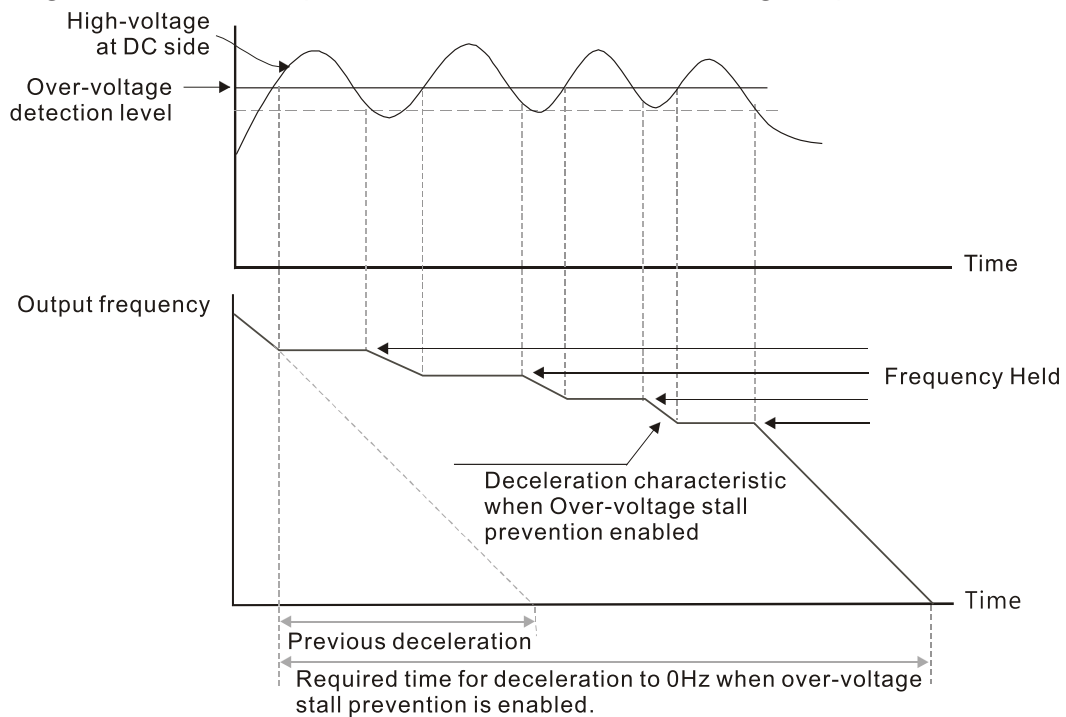 High-voltage
at DC side
Over-voltage
detection level
Time
Output frequency
Frequency Held
Deceleration characteristic
when Over-voltage stall
prevention enabled
Time
Previous deceleration
Required time for deceleration to 0Hz when over-voltage
stall prevention is enabled.